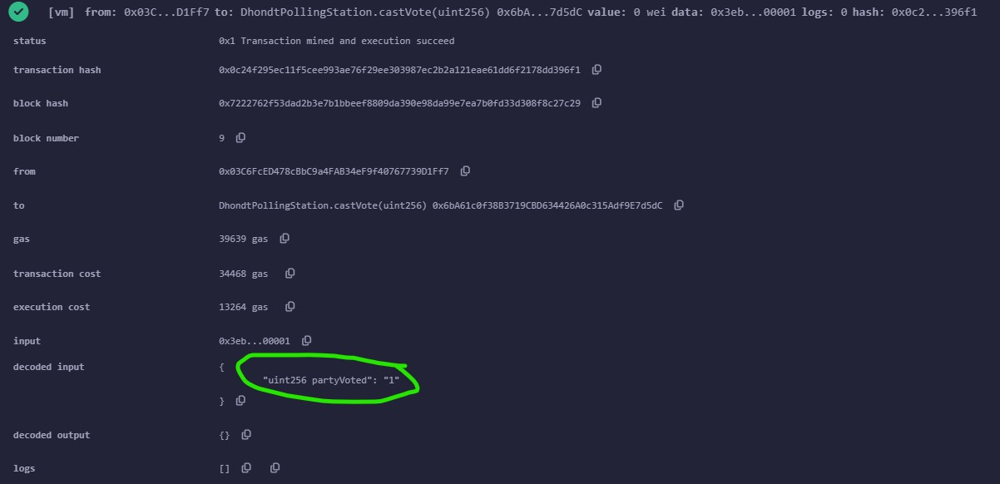 [vm] from: 0x03C...D1Ff7 to: DhondtPollingStation.castVote(uint256) 0x6bA...7d5dC value: 0 wei data: 0x3eb...00001 logs: 0 hash: 0x0c2...396f1
status 0x1 Transaction mined and execution succeed
transaction hash 0x0c24f295ec11f5cee993ae76f29ee303987ec2b2a121eae61dd6f2178dd396f1
block hash 0x7222762f53dad2b3e7b1bbeef8809da390e98da99e7ea7b0fd33d308f8c27c29
block number 9
from 0x03C6FcED478cBbC9a4FAB34eF9f40767739D1Ff7
to DhondtPollingStation.castVote(uint256) 0x6bA61c0f38B3719CBD634426A0c315Adf9E7d5dC
gas 39639 gas
transaction cost 34468 gas
execution cost 13264 gas
input 0x3eb...00001
decoded input {
"uint256 partyVoted": "1"
}
decoded output {}
logs []